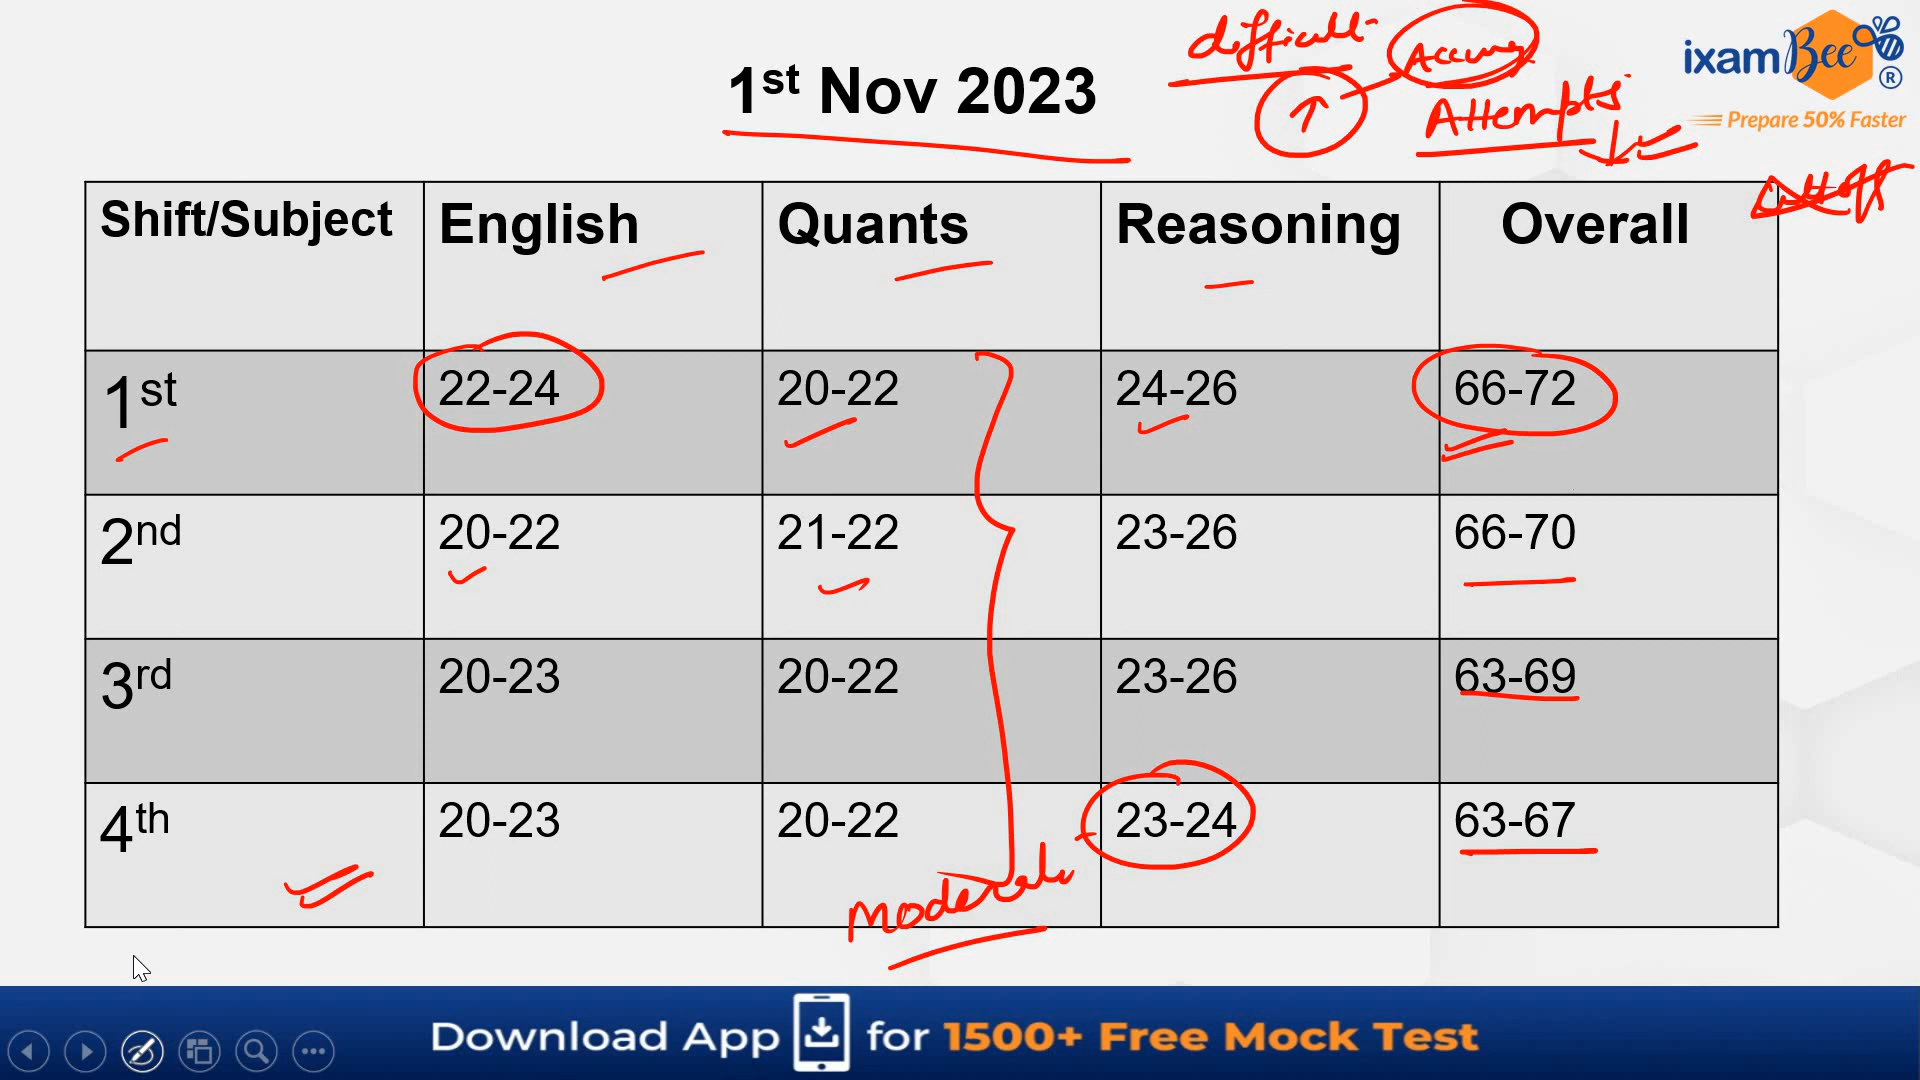 difficult
Accuracy
ixamBee®
1st Nov 2023
↑
Attempts
Prepare 50% Faster
Cutoff
Shift/Subject English Quants Reasoning Overall
1st 22-24 20-22 24-26 66-72
2nd 20-22 21-22 23-26 66-70
3rd 20-23 20-22 23-26 63-69
4th 20-23 20-22 23-24 63-67
moderate
Download App for 1500+ Free Mock Test